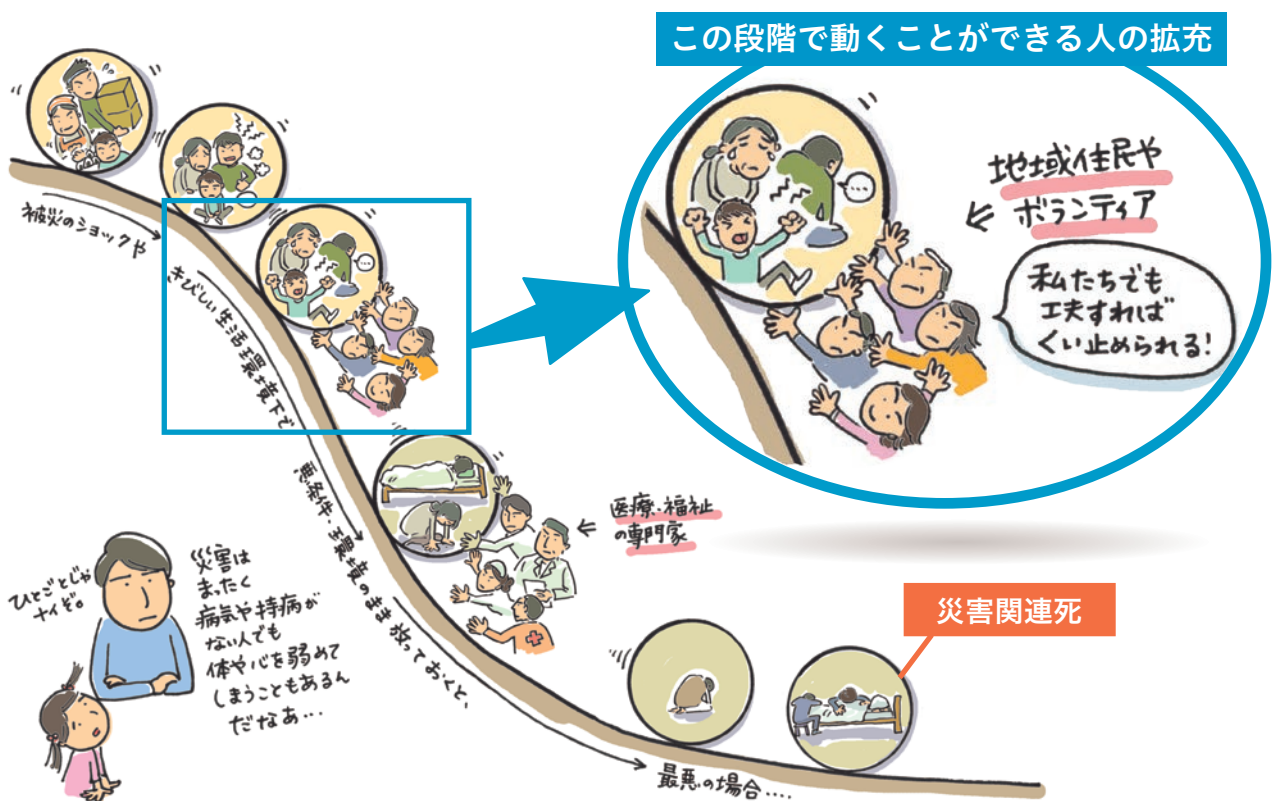 この段階で動くことができる人の拡充
地域住民や
ボランティア
私たちでも
工夫すれば
くい止められる!
…
…
被災のショックや
きびしい生活環境下で
悪条件・環境のまま放っておくと、
最悪の場合‥‥
医療・福祉
の専門家
災害関連死
ひとごとじゃ
ナイぞ。
災害は
まったく
病気や持病が
ない人でも
体や心を弱めて
しまうこともあるん
だなぁ…